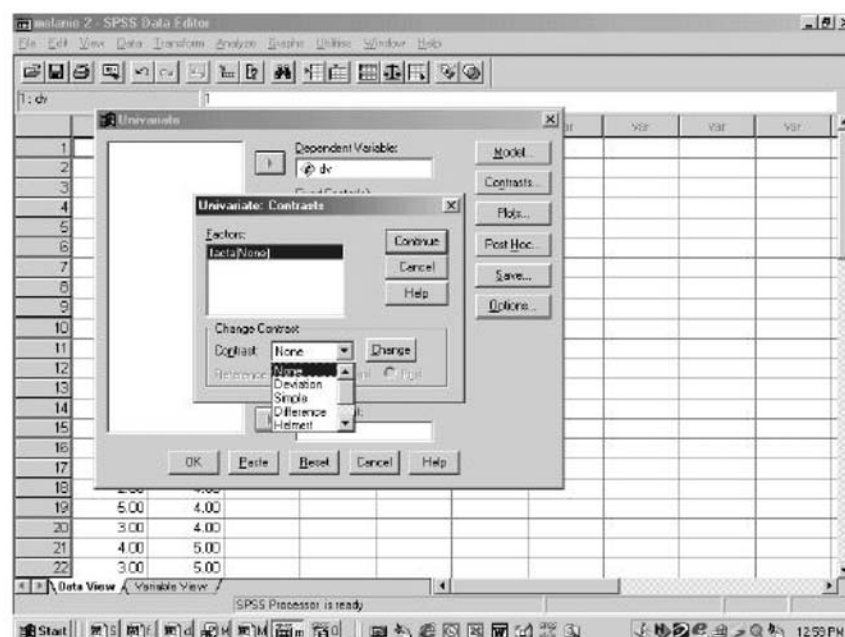 melanie 2 - SPSS Data Editor
File Edit View Data Transform Analyze Graphs Utilities Window Help
1 : dv
1
Univariate
Dependent Variable:
dv
Model...
Contrasts...
Plots...
Post Hoc...
Save...
Options...
Univariate: Contrasts
Factors:
facta(None)
Continue
Cancel
Help
Change Contrast
Contrast: None Change
None
Deviation
Simple
Difference
Helmert
OK Paste Reset Cancel Help
var var var
1
2
3
4
5
6
7
8
9
10
11
12
13
14
15
16
17
18
19 5.00 4.00
20 3.00 4.00
21 4.00 5.00
22 3.00 5.00
Data View Variable View
SPSS Processor is ready
Start
12:59 PM